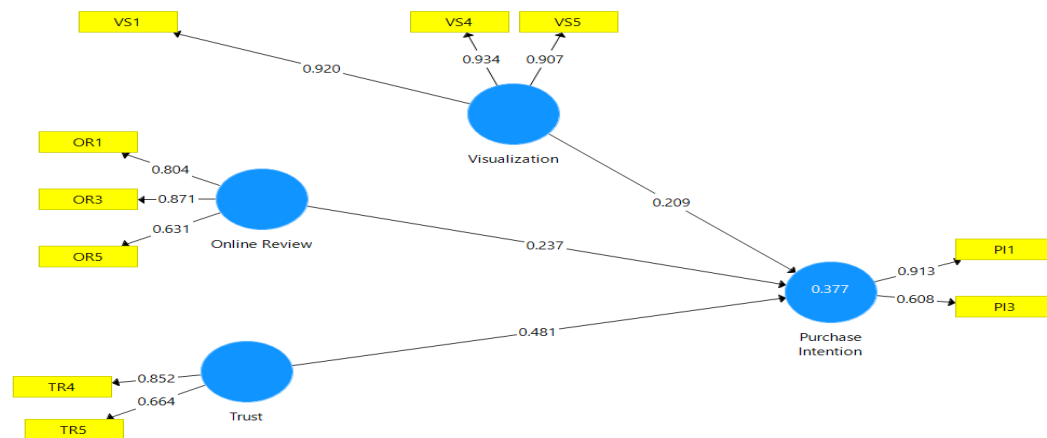 VS1
VS4
VS5
0.920
0.934
0.907
Visualization
OR1
OR3
OR5
0.804
0.871
0.631
Online Review
0.209
0.237
0.481
0.377
Purchase
Intention
PI1
PI3
0.913
0.608
TR4
TR5
0.852
0.664
Trust